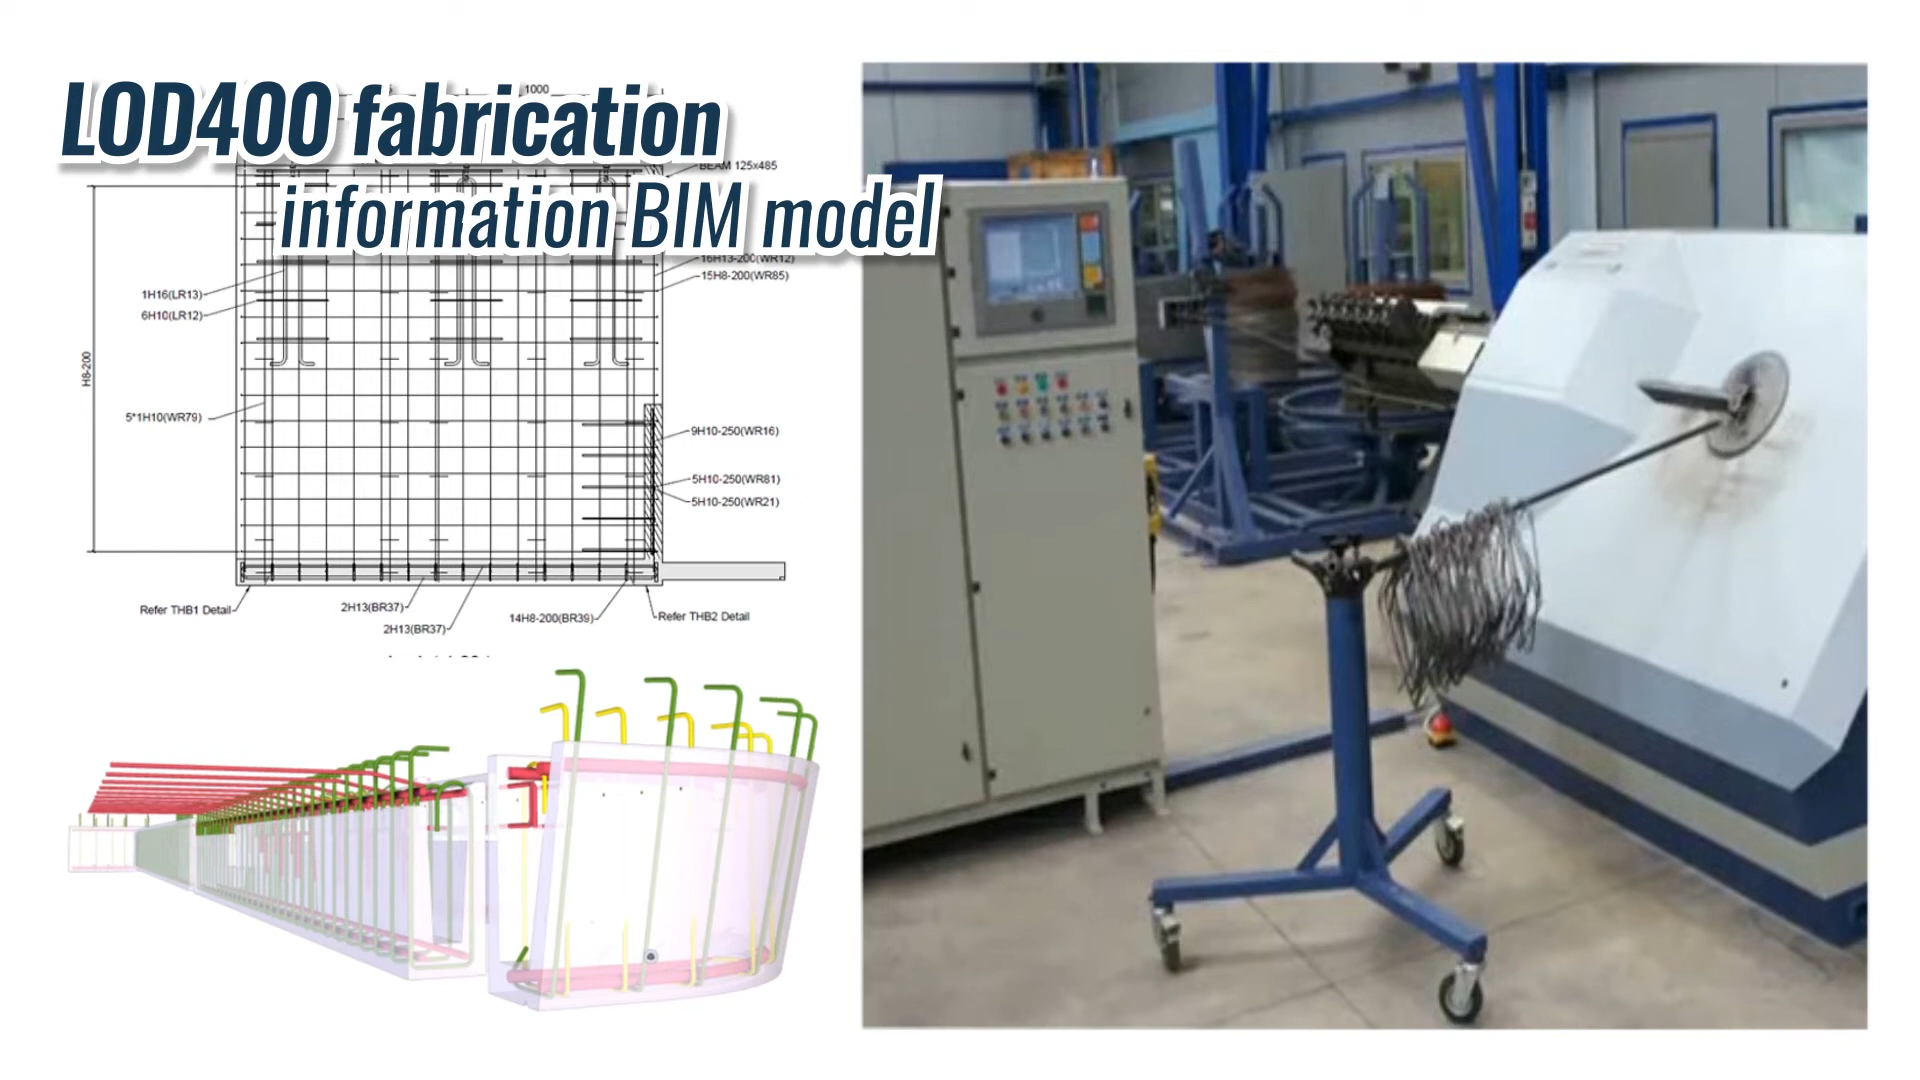 LOD400 fabrication
information BIM model
1000
BEAM 125x485
16H13-200(WR12)
15H8-200(WR85)
1H16(LR13)
6H10(LR12)
H8-200
5*1H10(WR79)
9H10-250(WR16)
5H10-250(WR81)
5H10-250(WR21)
Refer THB1 Detail
2H13(BR37)
2H13(BR37)
14H8-200(BR39)
Refer THB2 Detail